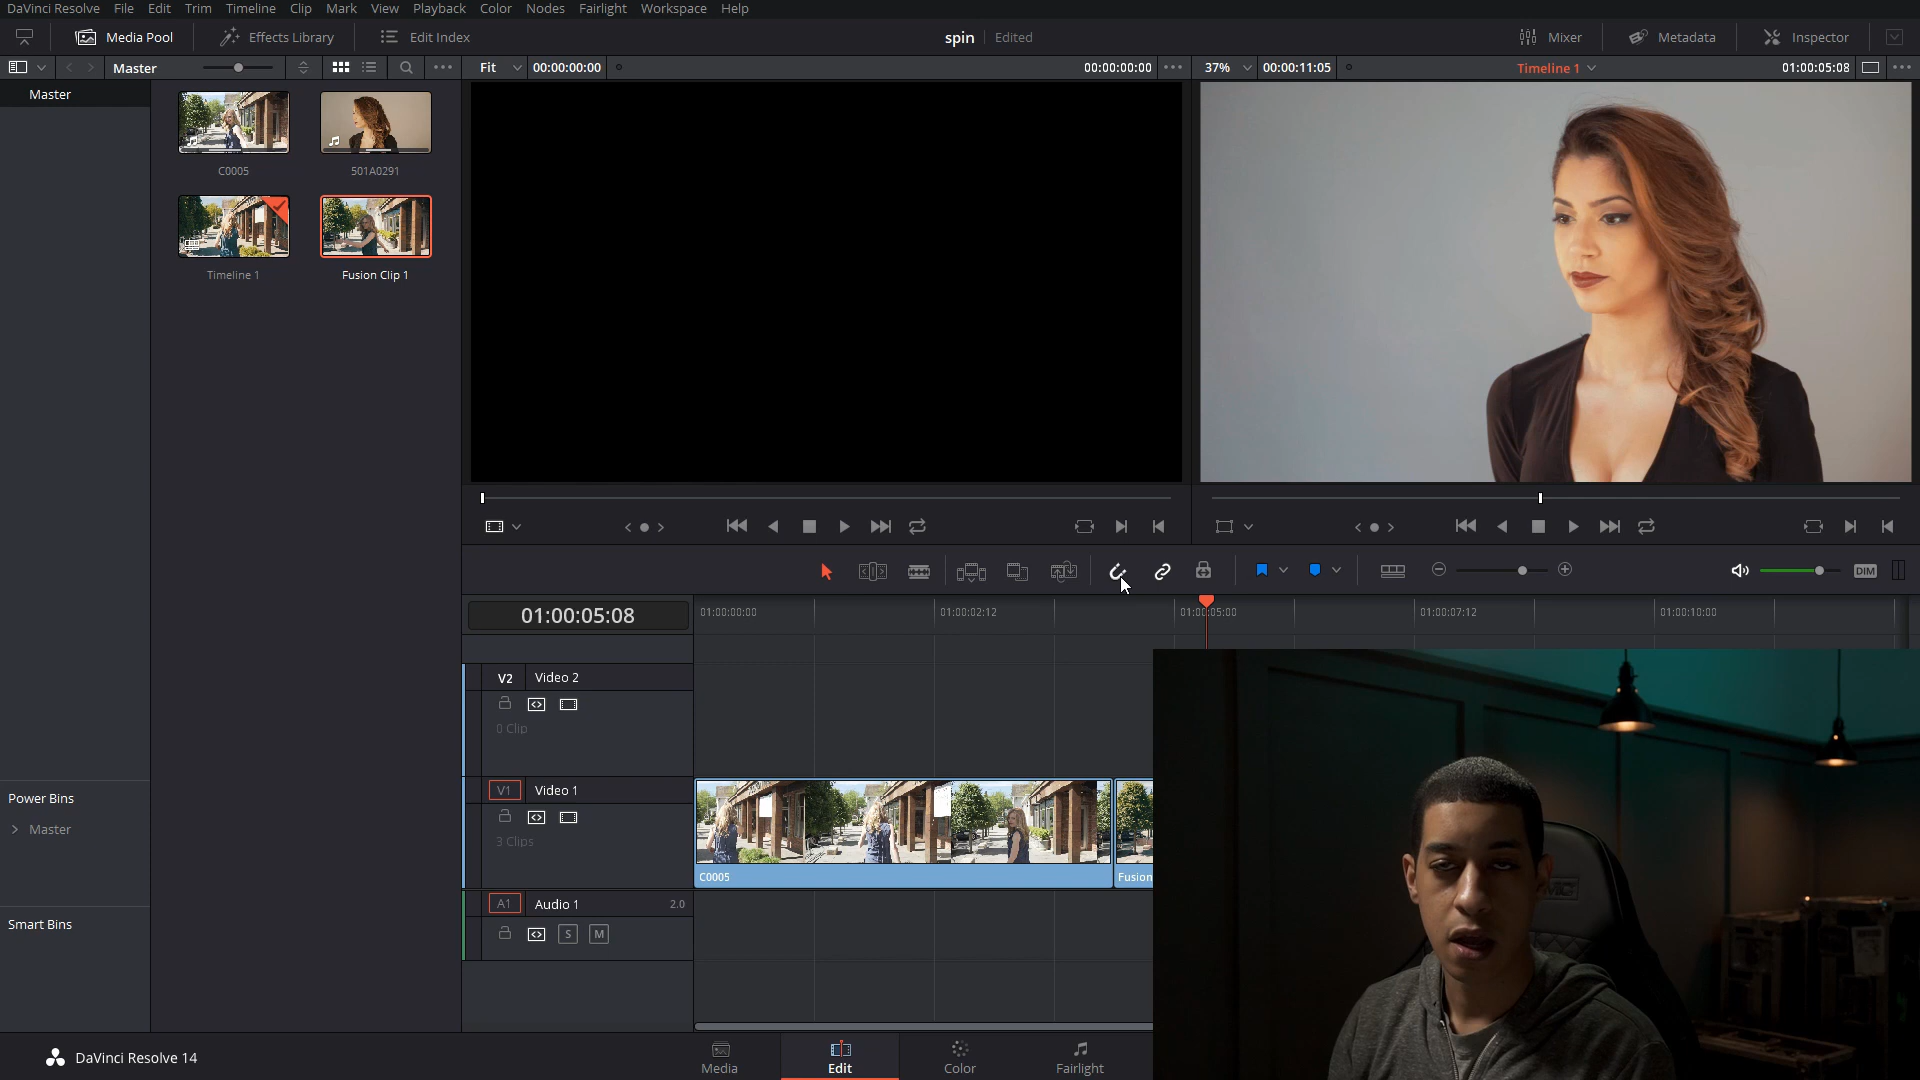 DaVinci Resolve File Edit Trim Timeline Clip Mark View Playback Color Nodes Fairlight Workspace Help
Media Pool Effects Library Edit Index spin Edited Mixer Metadata Inspector
Master Fit 00:00:00:00 00:00:00:00 37% 00:00:11:05 Timeline 1 01:00:05:08
Master
C0005 501A0291
Timeline 1 Fusion Clip 1
DIM
01:00:05:08 01:00:00:00 01:00:02:12 01:00:05:00 01:00:07:12 01:00:10:00
V2 Video 2
0 Clip
V1 Video 1
3 Clips
C0005 Fusion
A1 Audio 1 2.0
S M
Power Bins
Master
Smart Bins
DaVinci Resolve 14
Media Edit Color Fairlight